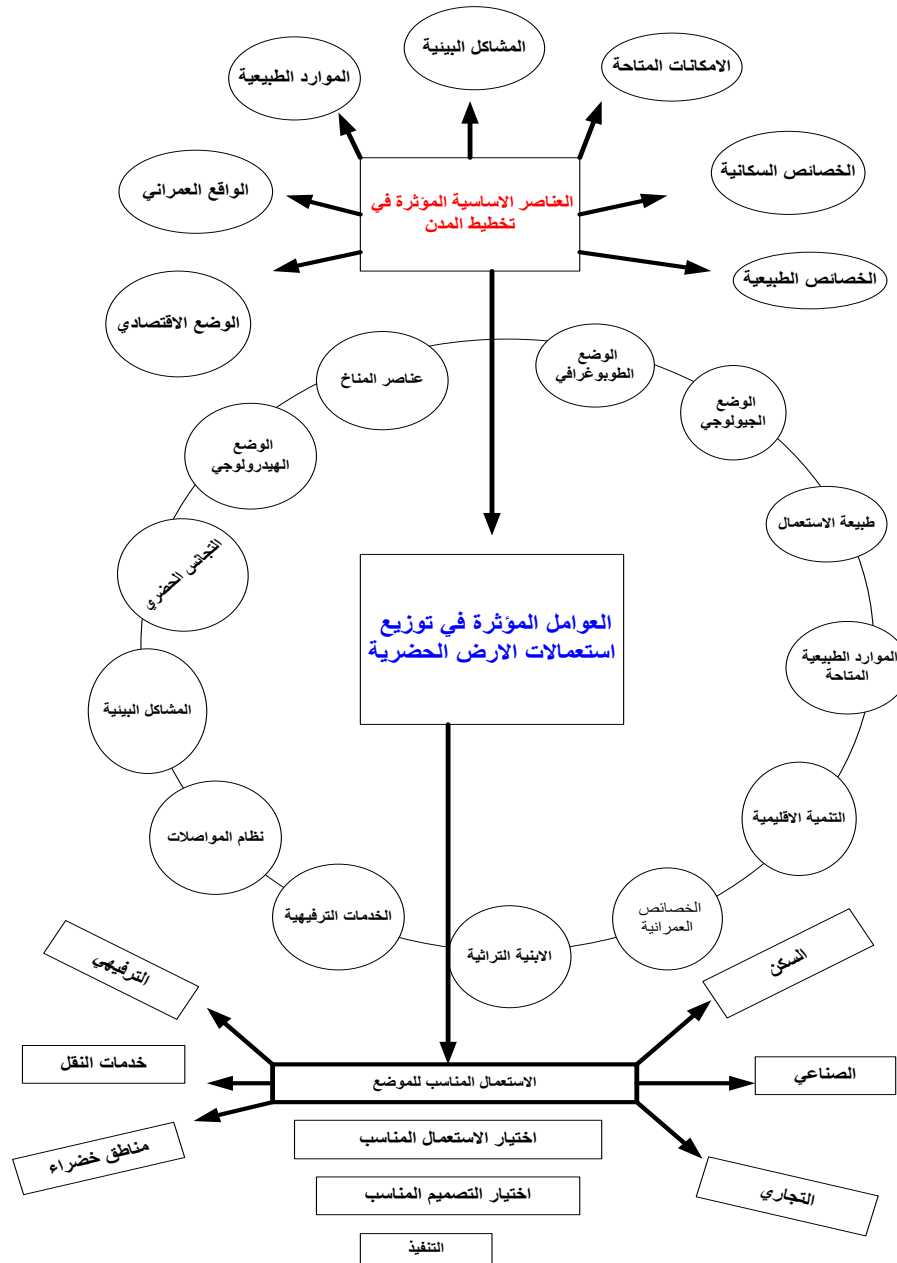 المشاكل البيئية
الامكانات المتاحة
الموارد الطبيعية
الخصائص السكانية
الواقع العمراني
العناصر الاساسية المؤثرة في
تخطيط المدن
الخصائص الطبيعية
الوضع الاقتصادي
الوضع
الطوبوغرافي
عناصر المناخ
الوضع
الجيولوجي
الوضع
الهيدرولوجي
طبيعة الاستعمال
التجانس الحضري
العوامل المؤثرة في توزيع
استعمالات الارض الحضرية
الموارد الطبيعية
المتاحة
المشاكل البيئية
التنمية الاقليمية
نظام المواصلات
الخصائص
العمرانية
الخدمات الترفيهية
الابنية التراثية
السكن
الترفيهي
خدمات النقل
الاستعمال المناسب للموضع
الصناعي
مناطق خضراء
اختيار الاستعمال المناسب
التجاري
اختيار التصميم المناسب
التنفيذ